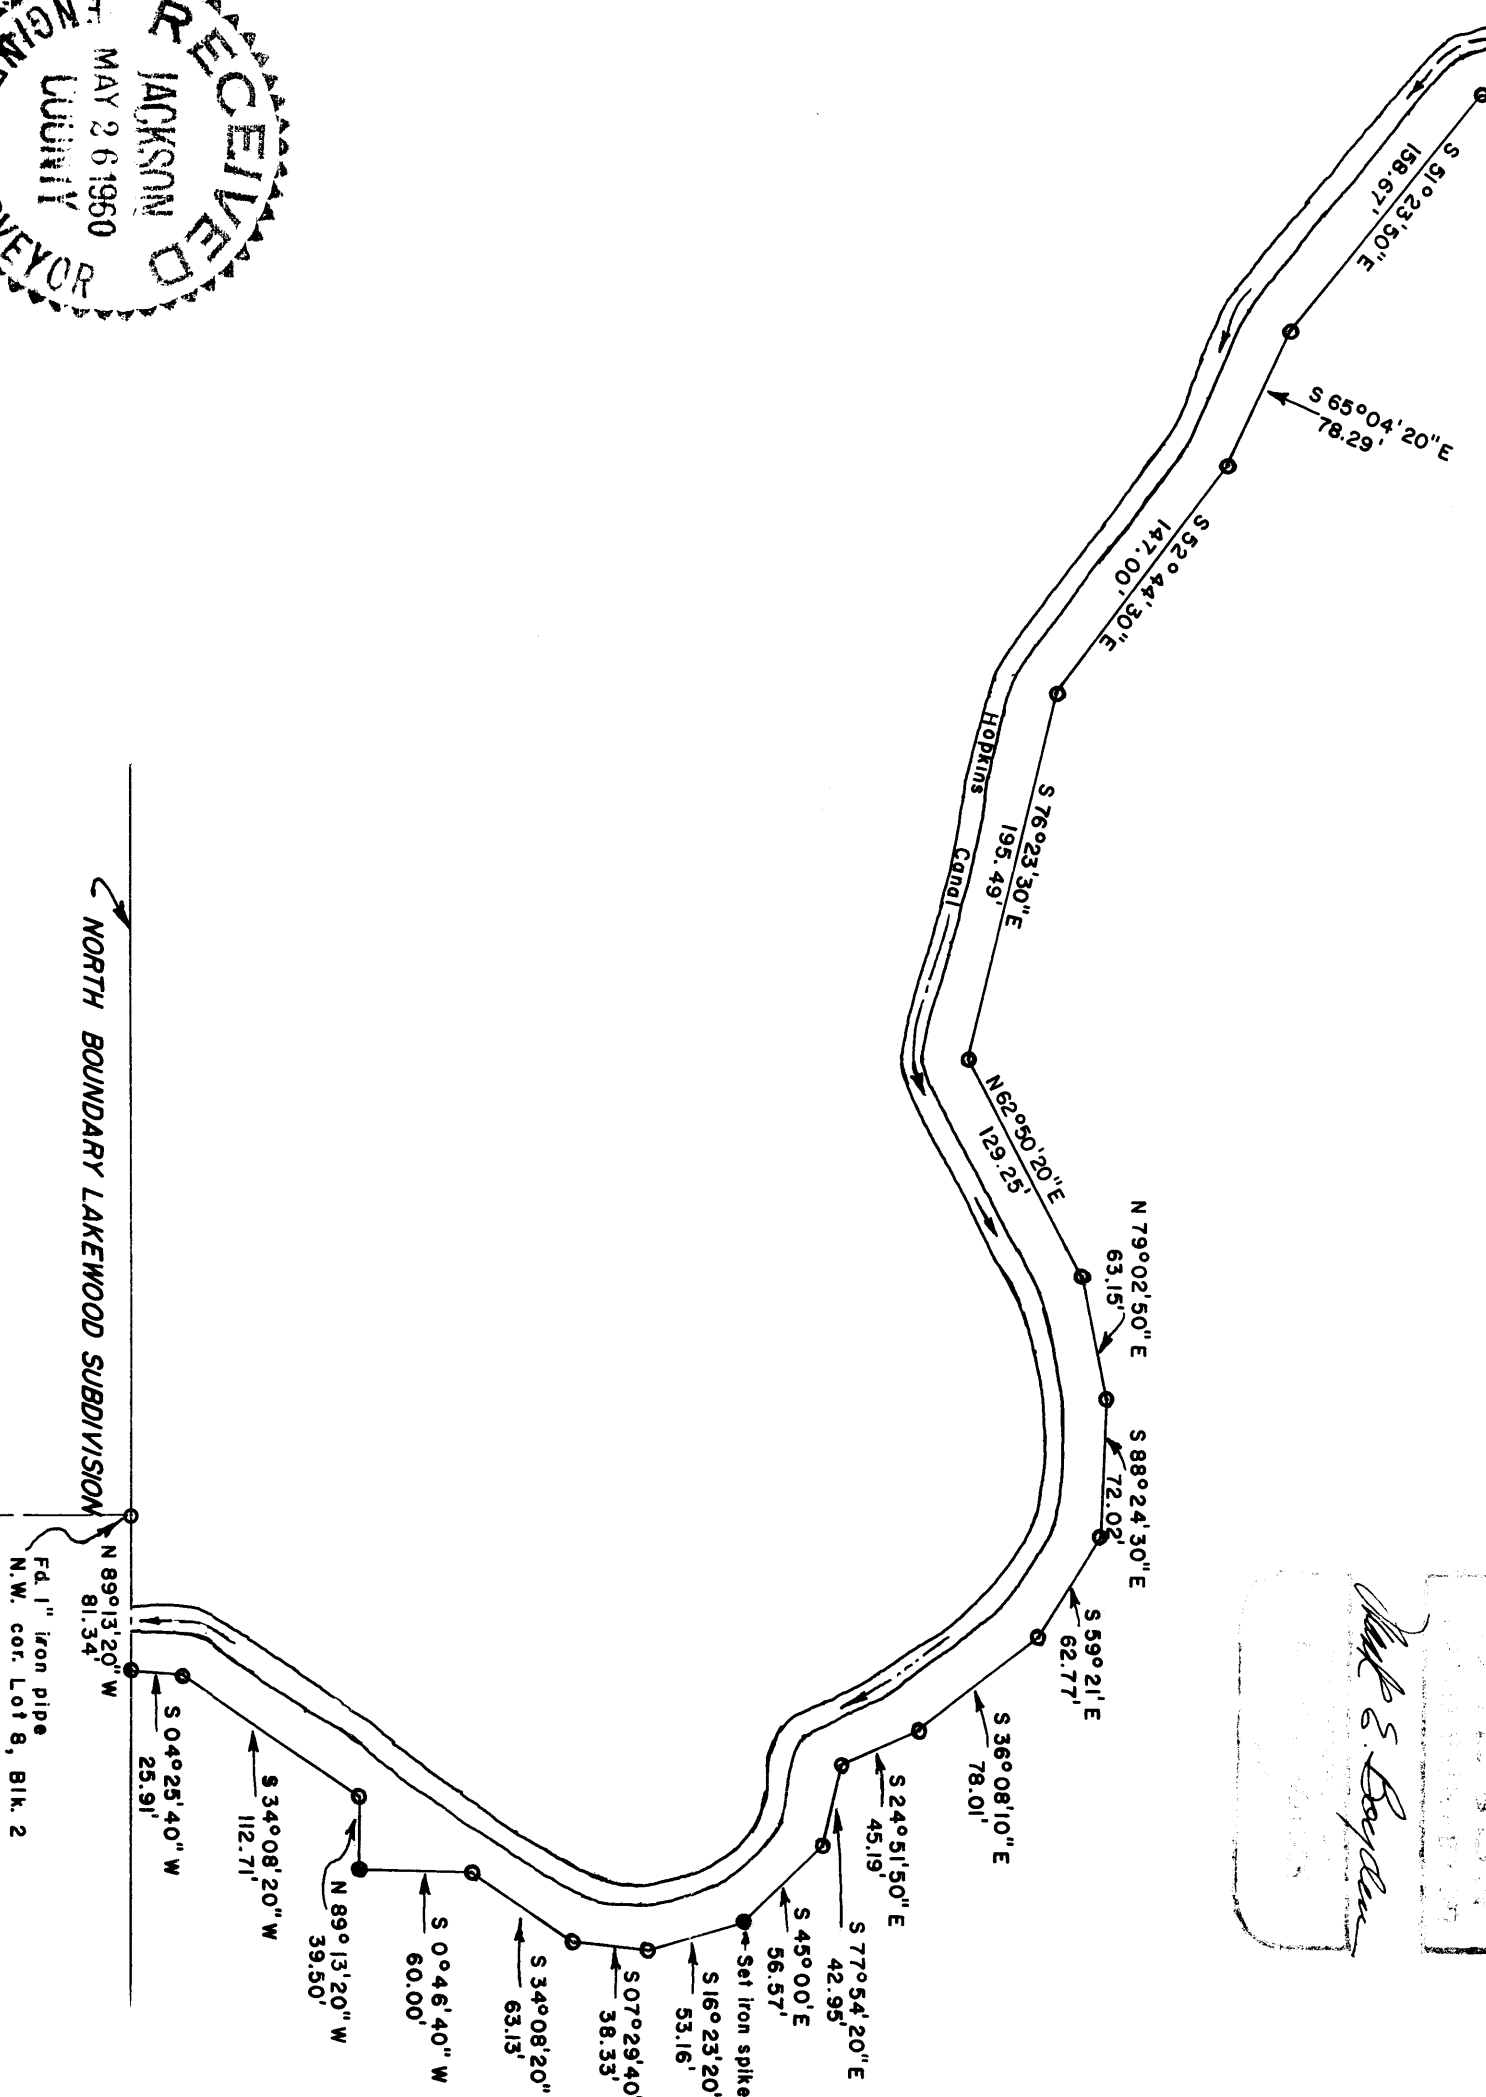 RECEIVED
JACKSON
MAY 26 1960
COUNTY
S 51°23'50"E
158.67'
S 65°04'20"E
78.29'
S 52°44'30"E
147.00'
Hopkins Canal
S 76°23'30"E
195.49'
N 62°50'20"E
129.25'
N 79°02'50"E
63.15'
S 88°24'30"E
72.02'
S 59°21'E
62.77'
S 36°08'10"E
78.01'
S 24°51'50"E
45.19'
S 77°54'20"E
42.95'
S 45°00'E
56.57'
Set iron spike
S 16°23'20"
53.16'
S 07°29'40"
38.33'
S 34°08'20"
63.13'
S 0°46'40" W
60.00'
N 89°13'20" W
39.50'
S 34°08'20" W
112.71'
S 04°25'40" W
25.91'
N 89°13'20" W
81.34'
NORTH BOUNDARY LAKEWOOD SUBDIVISION
Fd. 1" iron pipe
N.W. cor. Lot 8, Blk. 2